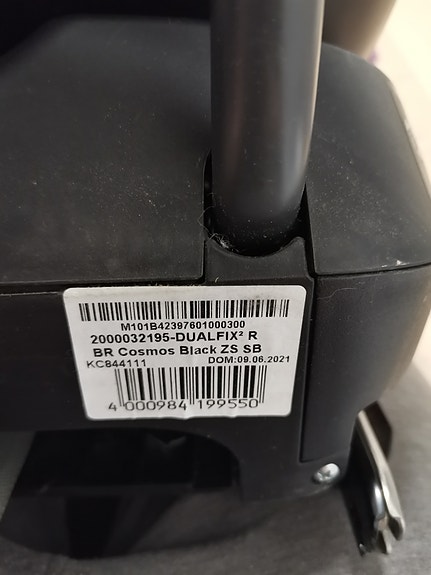 M101B42397601000300
2000032195-DUALFIX² R
BR Cosmos Black ZS SB
KC844111 DOM:09.06.2021
4 000984 199550